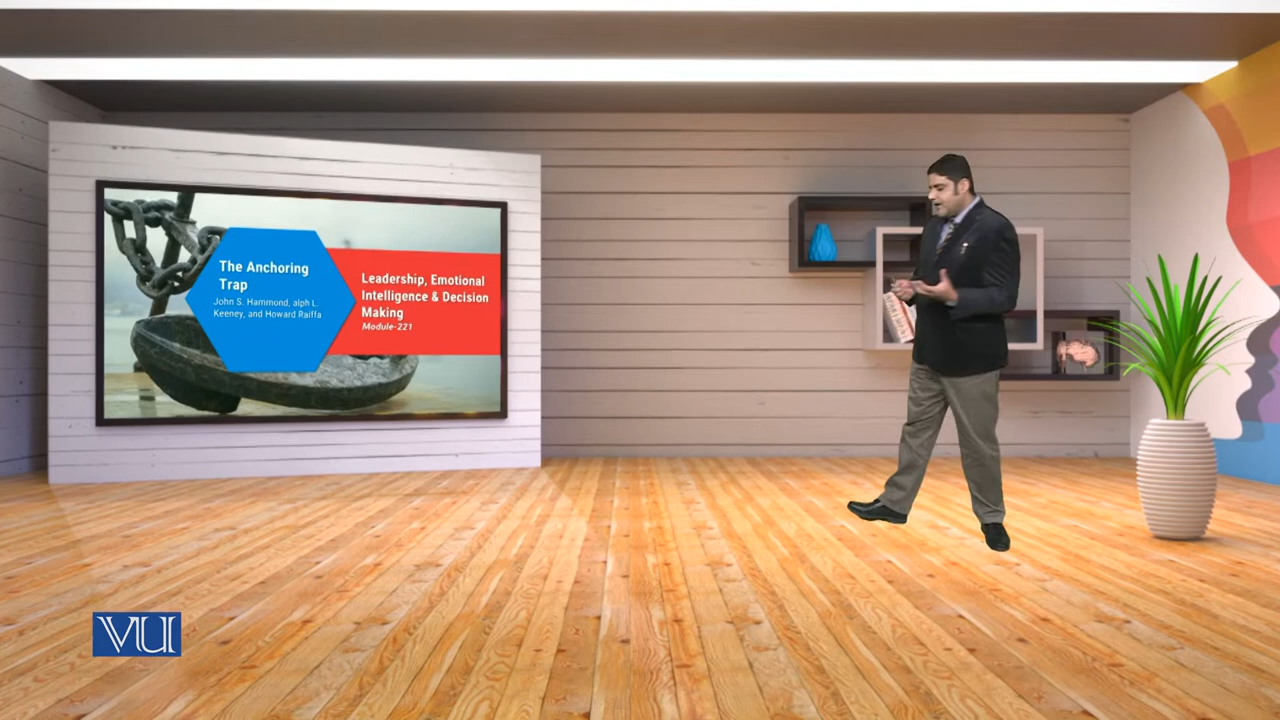 The Anchoring
Trap
John S. Hammond, alph L.
Keeney, and Howard Raiffa
Leadership, Emotional
Intelligence & Decision
Making
Module-221
VU